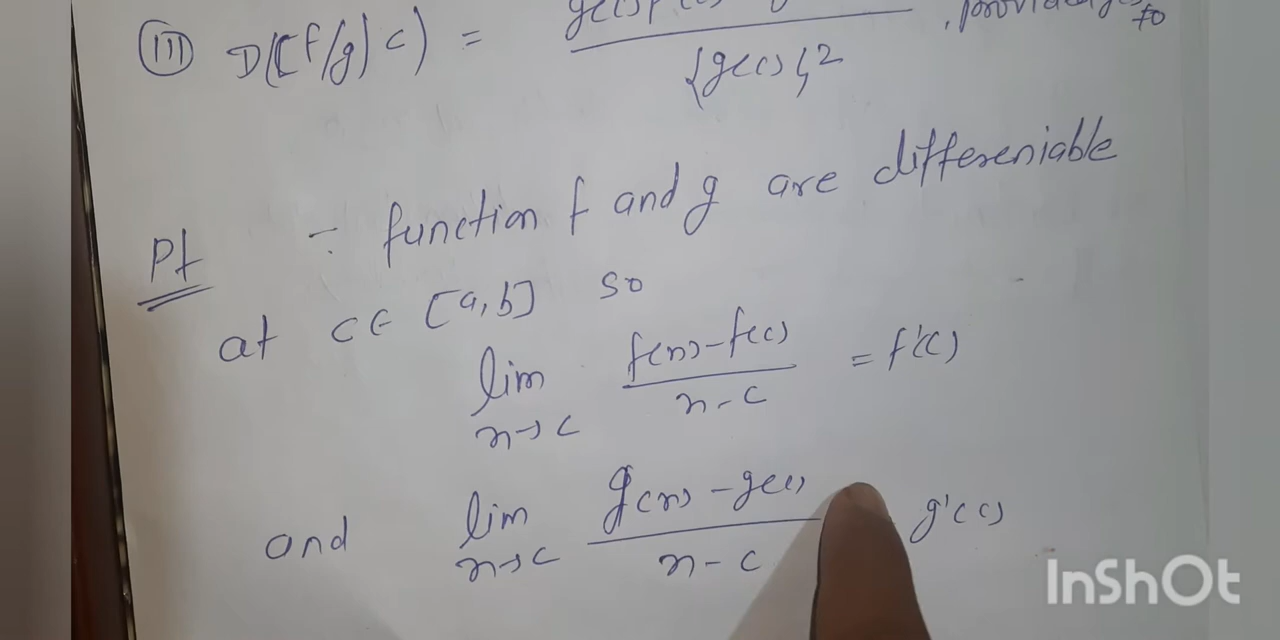 (III) D((f/g) c) = , provided
{g(c)}² ≠0
Pf ∵ function f and g are differeniable
at c ∈ [a, b] so
lim f(x) - f(c) = f'(c)
x→c x - c
and lim g(x) - g(c) g'(c)
x→c x - c
InShOt